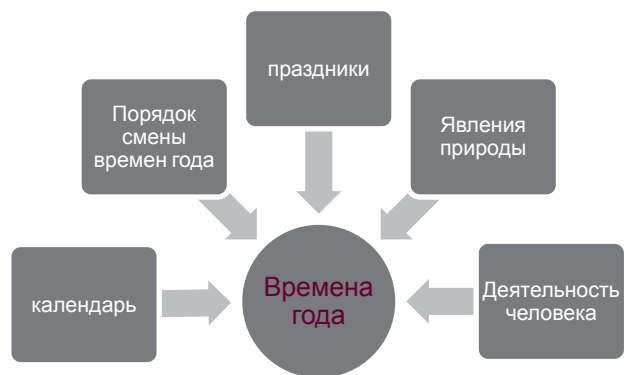 праздники
Порядок
смены
времен года
Явления
природы
календарь
Времена
года
Деятельность
человека